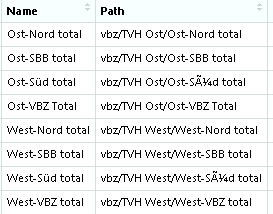 Name Path
Ost-Nord total vbz/TVH Ost/Ost-Nord total
Ost-SBB total vbz/TVH Ost/Ost-SBB total
Ost-Süd total vbz/TVH Ost/Ost-SÃ¼d total
Ost-VBZ Total vbz/TVH Ost/Ost-VBZ Total
West-Nord total vbz/TVH West/West-Nord total
West-SBB total vbz/TVH West/West-SBB total
West-Süd total vbz/TVH West/West-SÃ¼d total
West-VBZ total vbz/TVH West/West-VBZ total